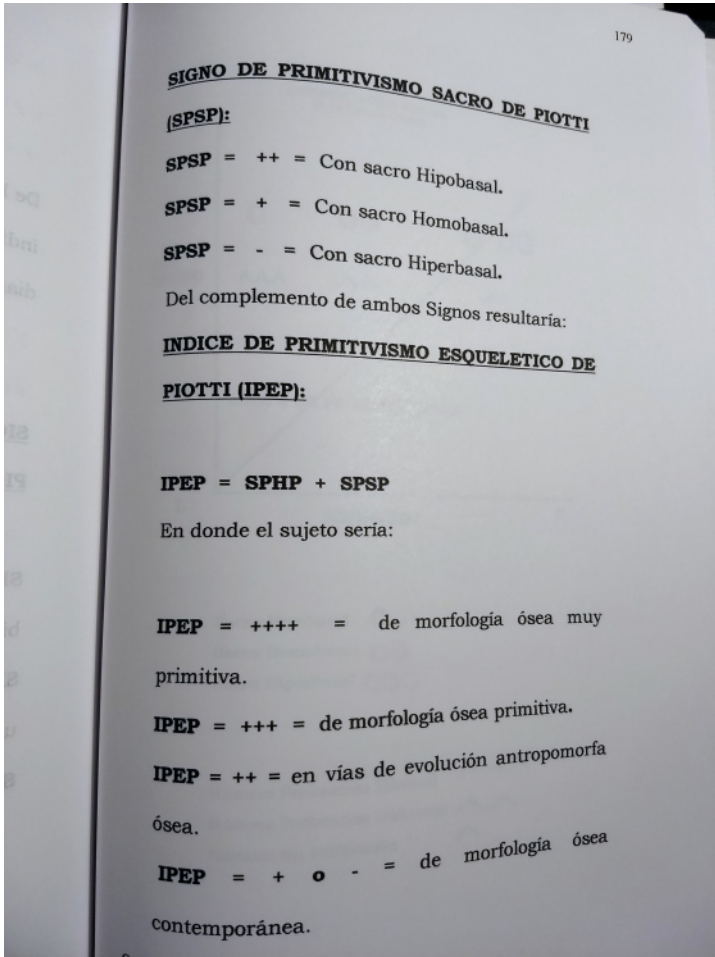 179
SIGNO DE PRIMITIVISMO SACRO DE PIOTTI
(SPSP):
SPSP = ++ = Con sacro Hipobasal.
SPSP = + = Con sacro Homobasal.
SPSP = - = Con sacro Hiperbasal.
Del complemento de ambos Signos resultaría:
INDICE DE PRIMITIVISMO ESQUELETICO DE
PIOTTI (IPEP):
IPEP = SPHP + SPSP
En donde el sujeto sería:
IPEP = ++++ = de morfología ósea muy
primitiva.
IPEP = +++ = de morfología ósea primitiva.
IPEP = ++ = en vías de evolución antropomorfa
ósea.
IPEP = + o - = de morfología ósea
contemporánea.